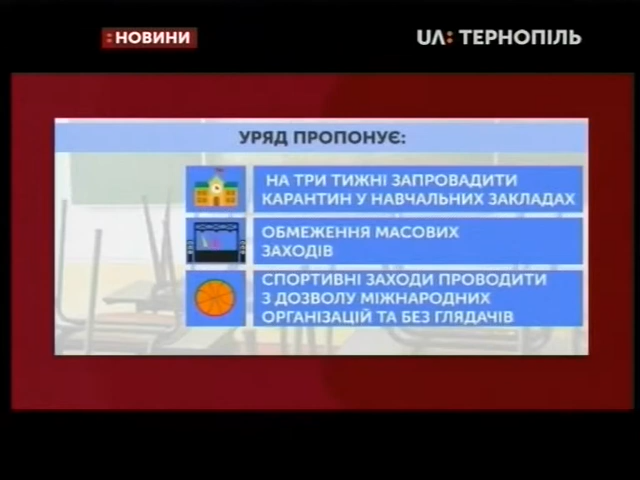 :НОВИНИ
UA: ТЕРНОПІЛЬ
УРЯД ПРОПОНУЄ:
НА ТРИ ТИЖНІ ЗАПРОВАДИТИ
КАРАНТИН У НАВЧАЛЬНИХ ЗАКЛАДАХ
ОБМЕЖЕННЯ МАСОВИХ
ЗАХОДІВ
СПОРТИВНІ ЗАХОДИ ПРОВОДИТИ
З ДОЗВОЛУ МІЖНАРОДНИХ
ОРГАНІЗАЦІЙ ТА БЕЗ ГЛЯДАЧІВ